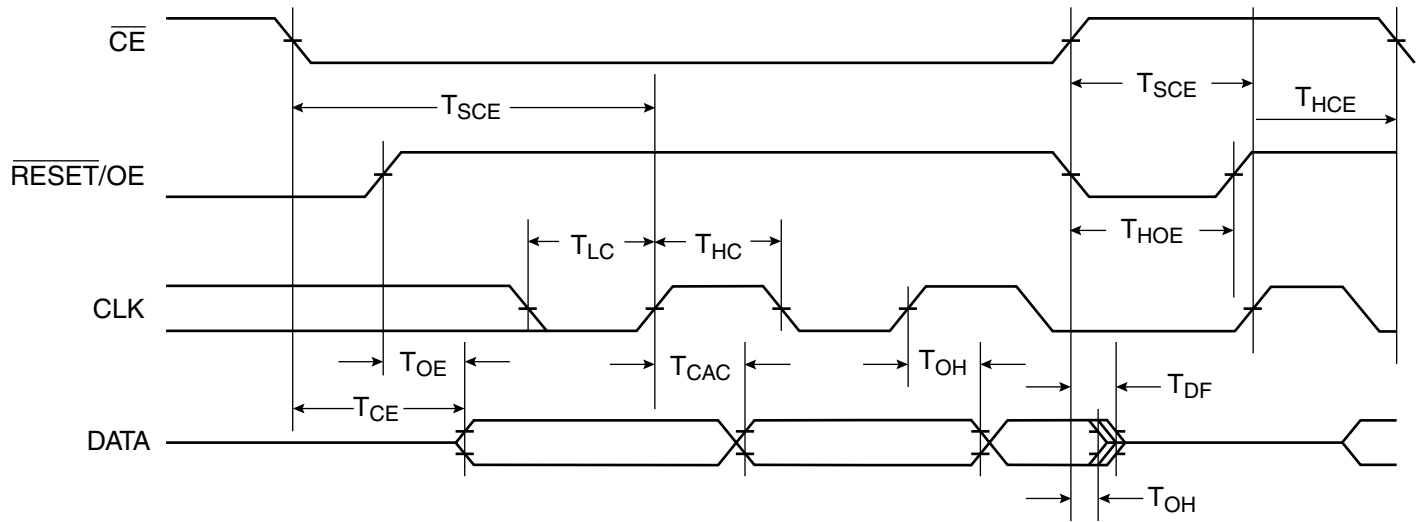 CE
T_SCE
T_SCE
T_HCE
RESET/OE
T_LC
T_HC
T_HOE
CLK
T_OE
T_CAC
T_OH
T_DF
T_CE
DATA
T_OH